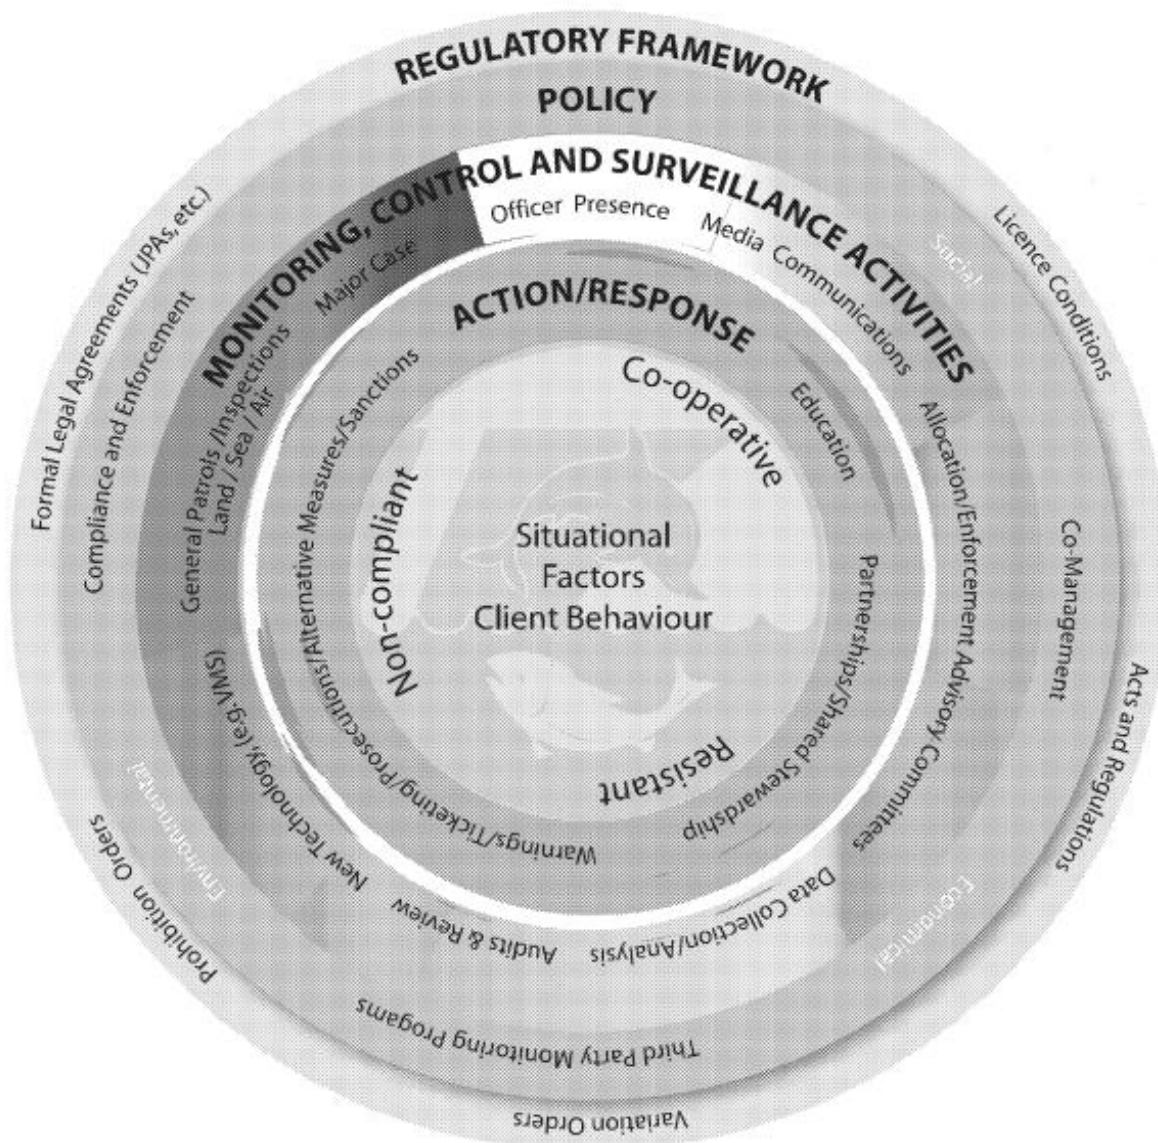 REGULATORY FRAMEWORK
Licence Conditions
Acts and Regulations
Variation Orders
Prohibition Orders
Formal Legal Agreements (JPAs, etc.)
POLICY
Social
Co-Management
Economical
Third Party Monitoring Progams
Environmental
Compliance and Enforcement
MONITORING, CONTROL AND SURVEILLANCE ACTIVITIES
Officer Presence
Media Communications
Allocation/Enforcement Advisory Committees
Data Collection/Analysis
Audits & Review
New Technology, (e.g. VMS)
General Patrols /Inspections
Land / Sea / Air
Major Case
ACTION/RESPONSE
Education
Partnerships/Shared Stewardship
Warnings/Ticketing/Prosecutions/Alternative Measures/Sanctions
Co-operative
Resistant
Non-compliant
Situational
Factors
Client Behaviour